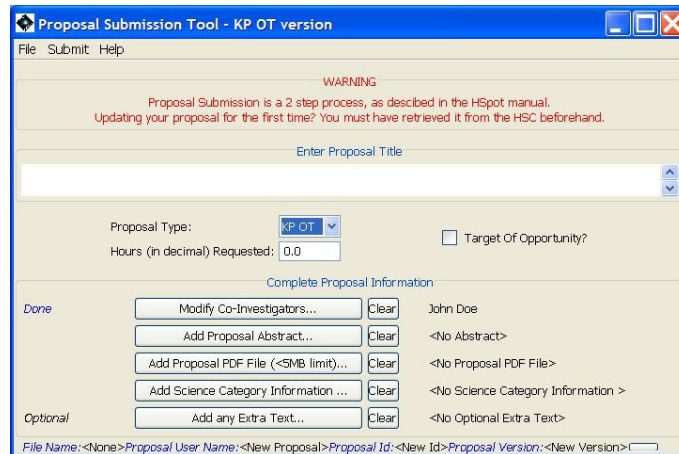 Proposal Submission Tool - KP OT version
File Submit Help
WARNING
Proposal Submission is a 2 step process, as descibed in the HSpot manual.
Updating your proposal for the first time? You must have retrieved it from the HSC beforehand.
Enter Proposal Title
Proposal Type: KP OT
Target Of Opportunity?
Hours (in decimal) Requested: 0.0
Complete Proposal Information
Done Modify Co-Investigators... Clear John Doe
Add Proposal Abstract... Clear <No Abstract>
Add Proposal PDF File (<5MB limit)... Clear <No Proposal PDF File>
Add Science Category Information ... Clear <No Science Category Information >
Optional Add any Extra Text... Clear <No Optional Extra Text>
File Name:<None>Proposal User Name:<New Proposal>Proposal Id:<New Id>Proposal Version:<New Version>